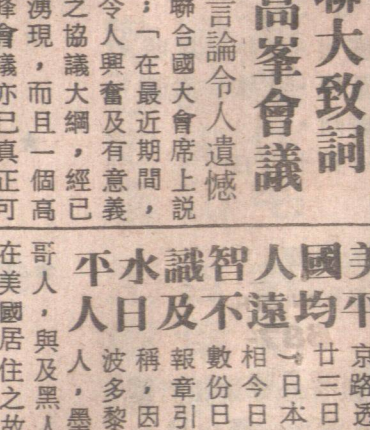 聯大致詞
高峯會議
言論令人遺憾
聯合國大會席上説
；「在最近期間，
令人興奮及有意義
之協議大綱，經已
湧現，而且一個高
峰會議亦已真正可
美國人智識水平
平均遠不及日人
京路透
廿三日
，日本
相今日
數份日
報章引
稱，因
波多黎
人，墨
哥人，與及黑人
在美國居住之故